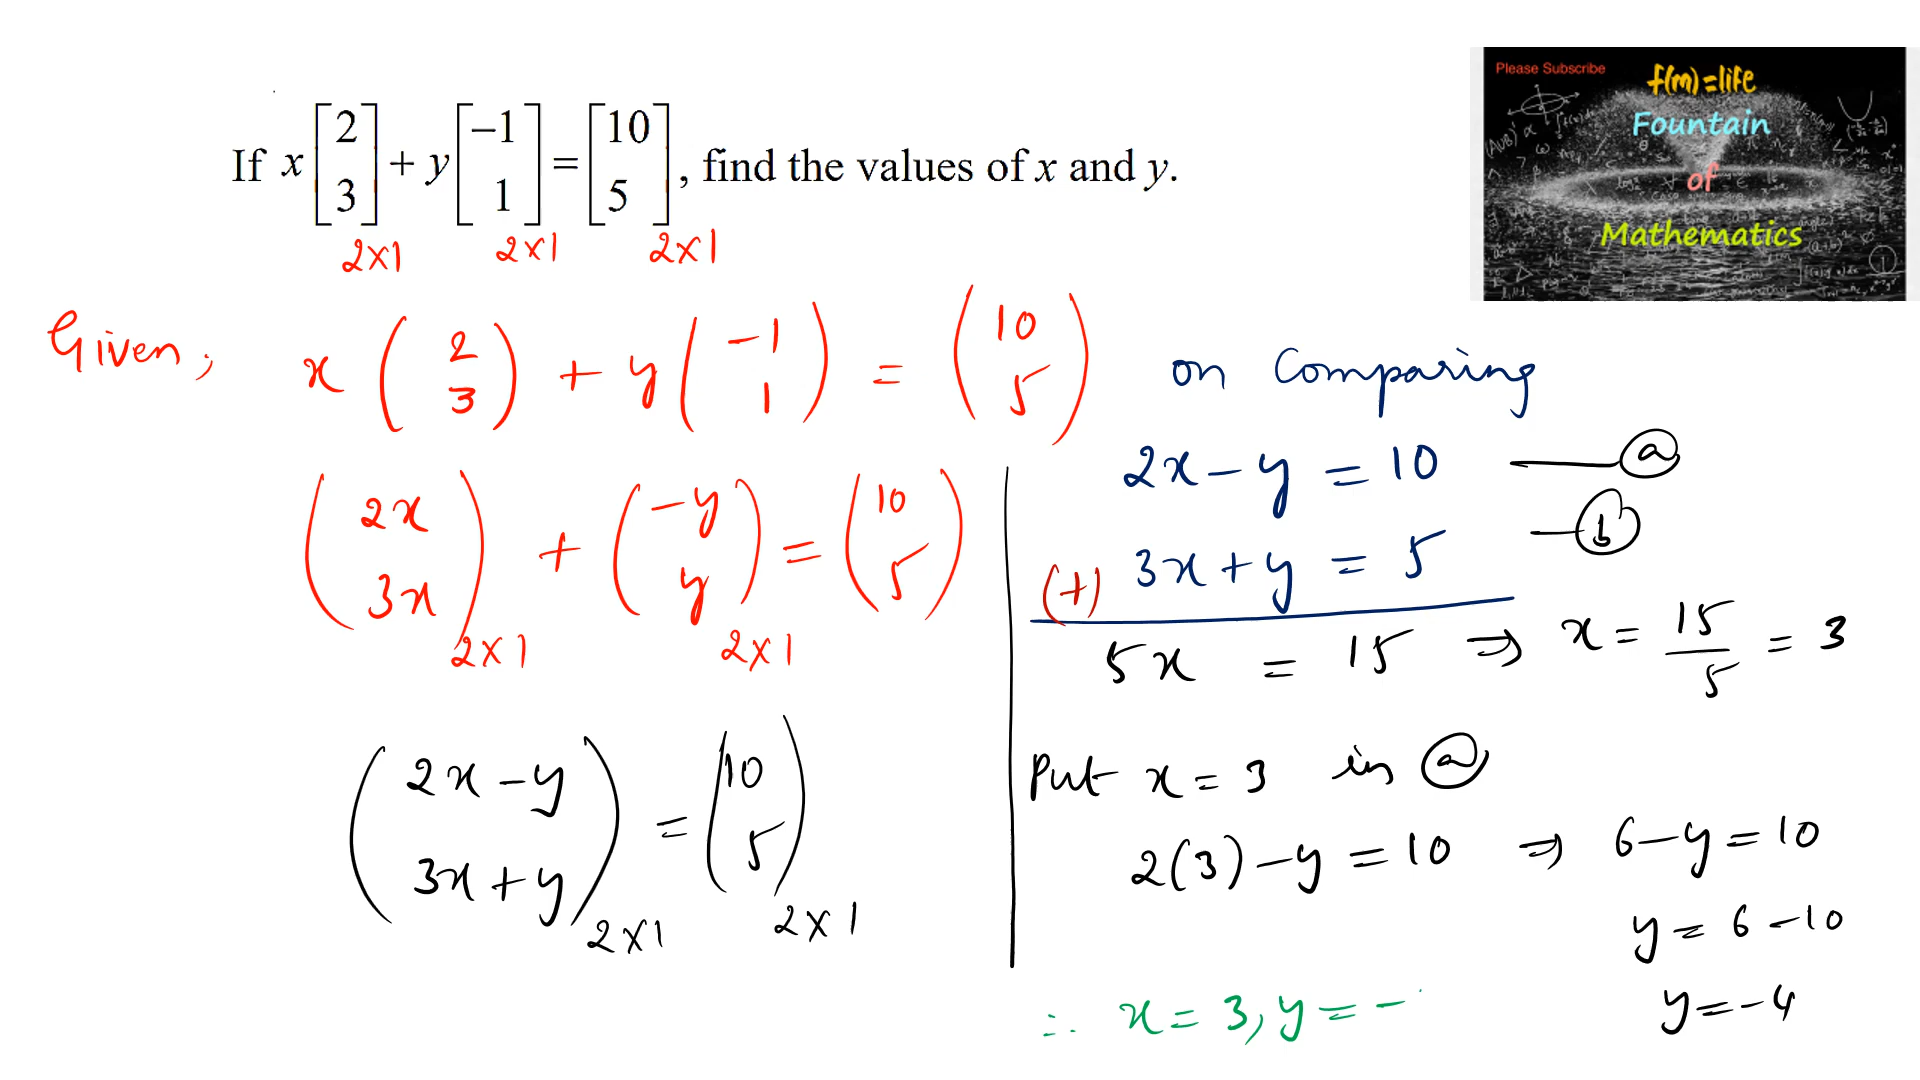 If x [2 3] + y [−1 1] = [10 5], find the values of x and y.
2×1 2×1 2×1
Please Subscribe
f(m)=life
Fountain
of
Mathematics
Given, x (2 3) + y (−1 1) = (10 5)
(2x 3x) 2×1 + (−y y) 2×1 = (10 5)
(2x − y 3x + y) 2×1 = (10 5) 2×1
on Comparing
2x − y = 10 — ⓐ
(+) 3x + y = 5 — ⓑ
5x = 15 ⇒ x = 15/5 = 3
Put x = 3 in ⓐ
2(3) − y = 10 ⇒ 6 − y = 10
y = 6 − 10
y = −4
∴ x = 3, y = −